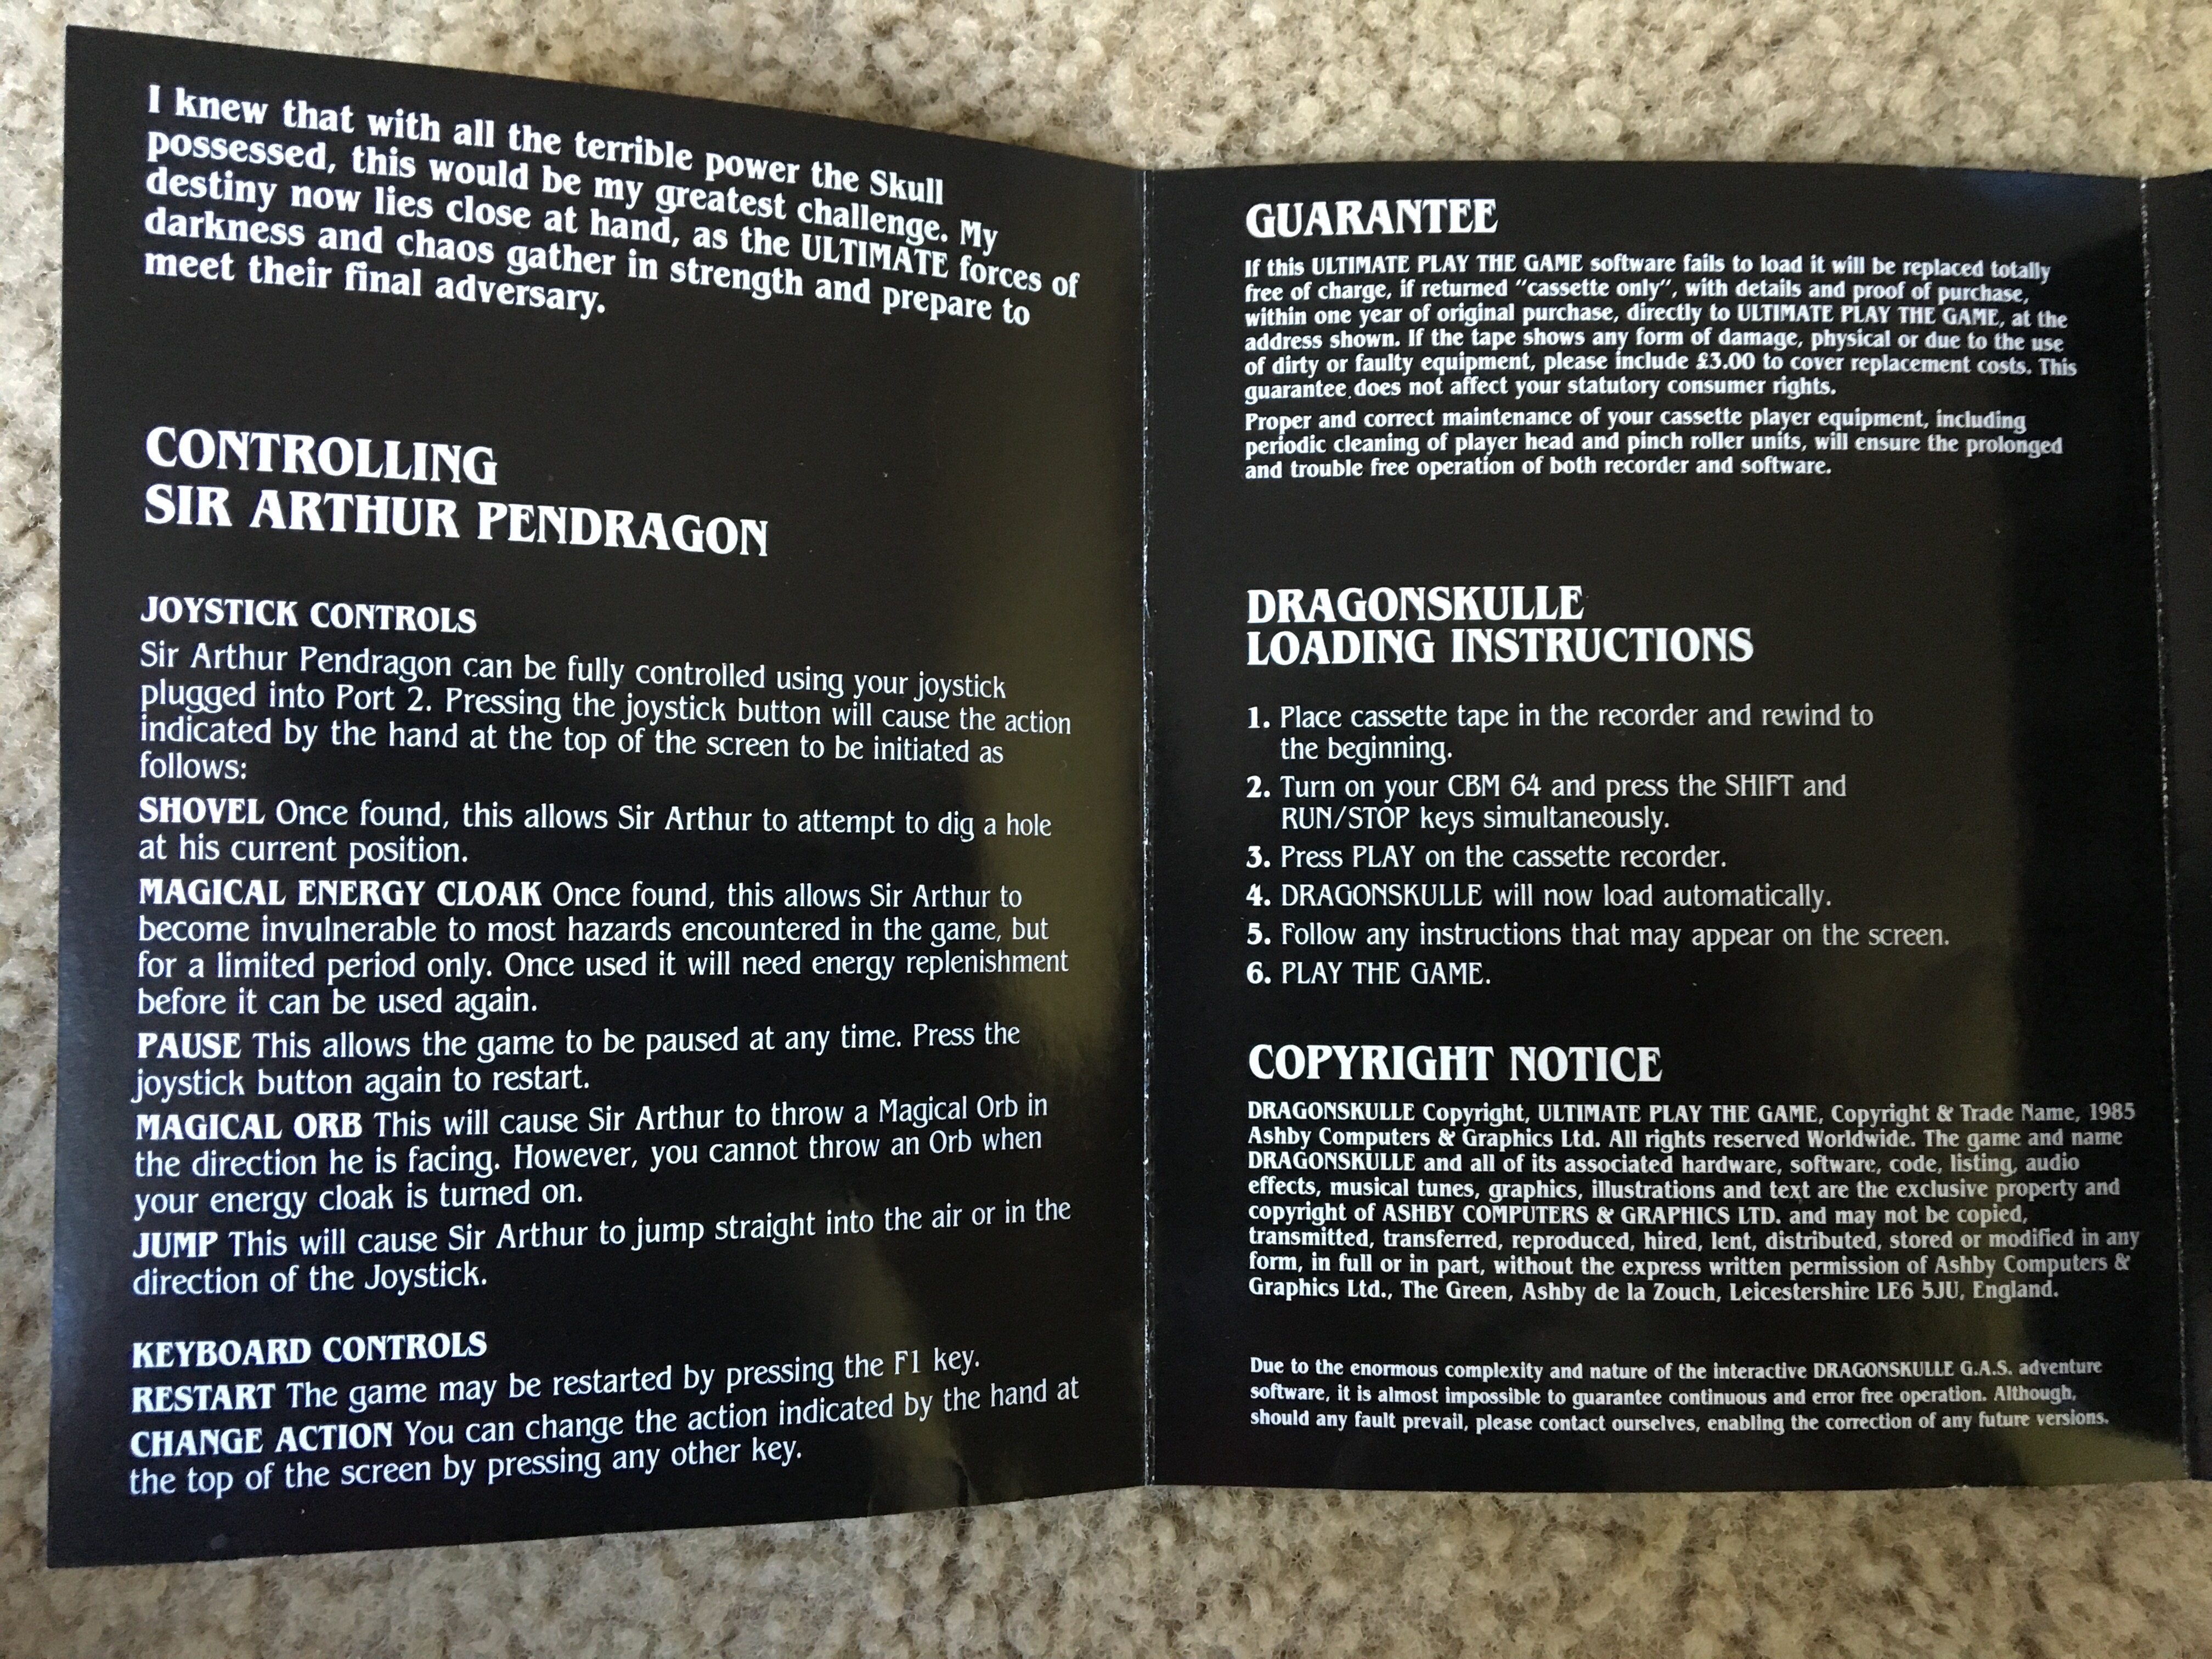 I knew that with all the terrible power the Skull
possessed, this would be my greatest challenge. My
destiny now lies close at hand, as the ULTIMATE forces of
darkness and chaos gather in strength and prepare to
meet their final adversary.
CONTROLLING
SIR ARTHUR PENDRAGON
JOYSTICK CONTROLS
Sir Arthur Pendragon can be fully controlled using your joystick
plugged into Port 2. Pressing the joystick button will cause the action
indicated by the hand at the top of the screen to be initiated as
follows:
SHOVEL Once found, this allows Sir Arthur to attempt to dig a hole
at his current position.
MAGICAL ENERGY CLOAK Once found, this allows Sir Arthur to
become invulnerable to most hazards encountered in the game, but
for a limited period only. Once used it will need energy replenishment
before it can be used again.
PAUSE This allows the game to be paused at any time. Press the
joystick button again to restart.
MAGICAL ORB This will cause Sir Arthur to throw a Magical Orb in
the direction he is facing. However, you cannot throw an Orb when
your energy cloak is turned on.
JUMP This will cause Sir Arthur to jump straight into the air or in the
direction of the Joystick.
KEYBOARD CONTROLS
RESTART The game may be restarted by pressing the F1 key.
CHANGE ACTION You can change the action indicated by the hand at
the top of the screen by pressing any other key.
GUARANTEE
If this ULTIMATE PLAY THE GAME software fails to load it will be replaced totally
free of charge, if returned "cassette only", with details and proof of purchase,
within one year of original purchase, directly to ULTIMATE PLAY THE GAME, at the
address shown. If the tape shows any form of damage, physical or due to the use
of dirty or faulty equipment, please include £3.00 to cover replacement costs. This
guarantee does not affect your statutory consumer rights.
Proper and correct maintenance of your cassette player equipment, including
periodic cleaning of player head and pinch roller units, will ensure the prolonged
and trouble free operation of both recorder and software.
DRAGONSKULLE
LOADING INSTRUCTIONS
1. Place cassette tape in the recorder and rewind to
the beginning.
2. Turn on your CBM 64 and press the SHIFT and
RUN/STOP keys simultaneously.
3. Press PLAY on the cassette recorder.
4. DRAGONSKULLE will now load automatically.
5. Follow any instructions that may appear on the screen.
6. PLAY THE GAME.
COPYRIGHT NOTICE
DRAGONSKULLE Copyright, ULTIMATE PLAY THE GAME, Copyright & Trade Name, 1985
Ashby Computers & Graphics Ltd. All rights reserved Worldwide. The game and name
DRAGONSKULLE and all of its associated hardware, software, code, listing, audio
effects, musical tunes, graphics, illustrations and text are the exclusive property and
copyright of ASHBY COMPUTERS & GRAPHICS LTD. and may not be copied,
transmitted, transferred, reproduced, hired, lent, distributed, stored or modified in any
form, in full or in part, without the express written permission of Ashby Computers &
Graphics Ltd., The Green, Ashby de la Zouch, Leicestershire LE6 5JU, England.
Due to the enormous complexity and nature of the interactive DRAGONSKULLE G.A.S. adventure
software, it is almost impossible to guarantee continuous and error free operation. Although,
should any fault prevail, please contact ourselves, enabling the correction of any future versions.